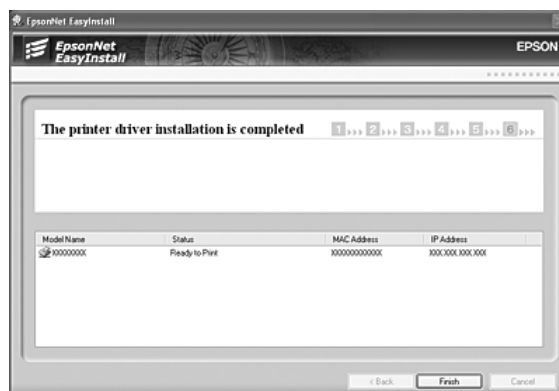 EpsonNet EasyInstall
EpsonNet
EasyInstall
EPSON
The printer driver installation is completed
1 2 3 4 5 6
Model Name Status MAC Address IP Address
XXXXXXXX Ready to Print XXXXXXXXXXXX XXX.XXX.XXX.XXX
< Back Finish Cancel